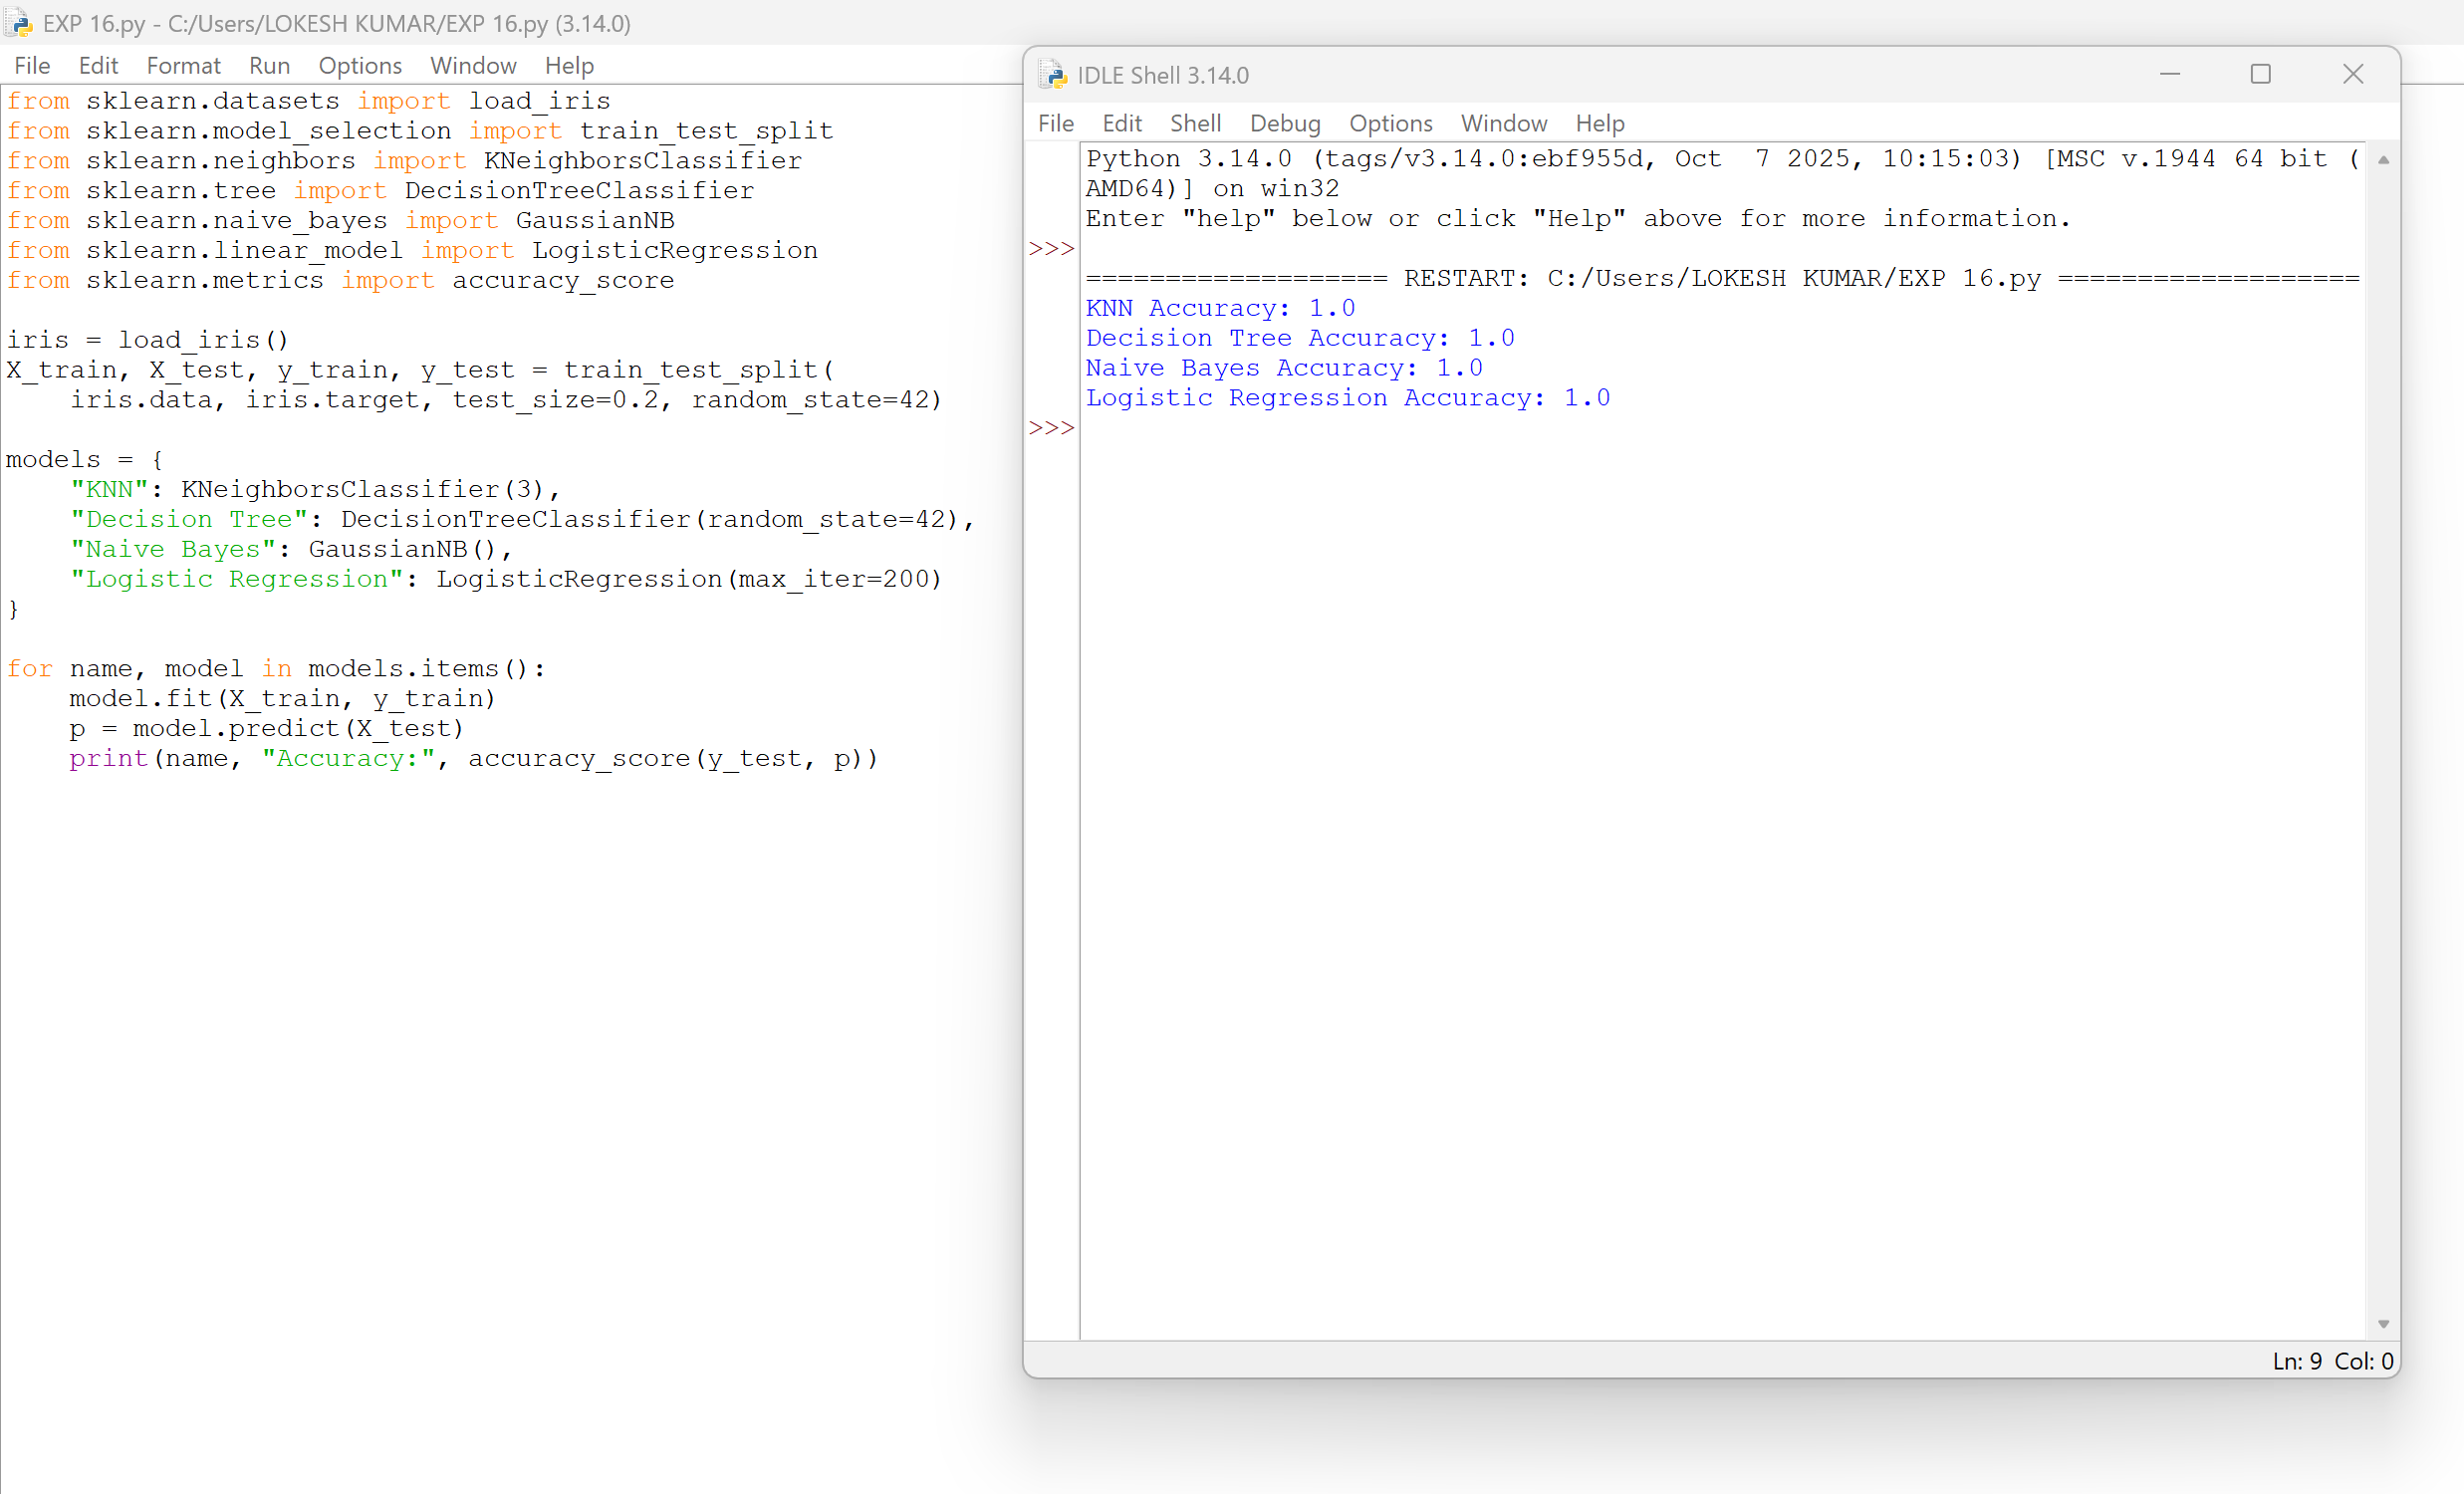 EXP 16.py - C:/Users/LOKESH KUMAR/EXP 16.py (3.14.0)
File Edit Format Run Options Window Help
from sklearn.datasets import load_iris
from sklearn.model_selection import train_test_split
from sklearn.neighbors import KNeighborsClassifier
from sklearn.tree import DecisionTreeClassifier
from sklearn.naive_bayes import GaussianNB
from sklearn.linear_model import LogisticRegression
from sklearn.metrics import accuracy_score
iris = load_iris()
X_train, X_test, y_train, y_test = train_test_split(
    iris.data, iris.target, test_size=0.2, random_state=42)
models = {
    "KNN": KNeighborsClassifier(3),
    "Decision Tree": DecisionTreeClassifier(random_state=42),
    "Naive Bayes": GaussianNB(),
    "Logistic Regression": LogisticRegression(max_iter=200)
}
for name, model in models.items():
    model.fit(X_train, y_train)
    p = model.predict(X_test)
    print(name, "Accuracy:", accuracy_score(y_test, p))
IDLE Shell 3.14.0
File Edit Shell Debug Options Window Help
Python 3.14.0 (tags/v3.14.0:ebf955d, Oct  7 2025, 10:15:03) [MSC v.1944 64 bit (
AMD64)] on win32
Enter "help" below or click "Help" above for more information.
>>>
=================== RESTART: C:/Users/LOKESH KUMAR/EXP 16.py ===================
KNN Accuracy: 1.0
Decision Tree Accuracy: 1.0
Naive Bayes Accuracy: 1.0
Logistic Regression Accuracy: 1.0
>>>
Ln: 9 Col: 0